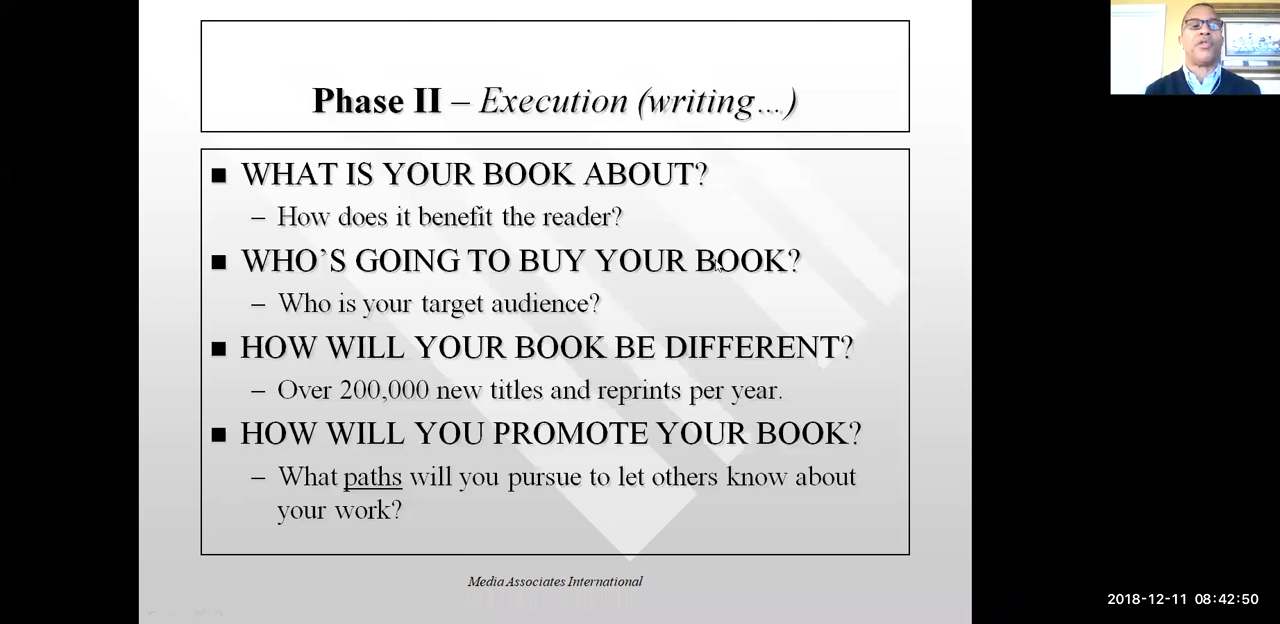 Phase II – Execution (writing…)
■ WHAT IS YOUR BOOK ABOUT?
– How does it benefit the reader?
■ WHO’S GOING TO BUY YOUR BOOK?
– Who is your target audience?
■ HOW WILL YOUR BOOK BE DIFFERENT?
– Over 200,000 new titles and reprints per year.
■ HOW WILL YOU PROMOTE YOUR BOOK?
– What paths will you pursue to let others know about
your work?
Media Associates International
2018-12-11 08:42:50